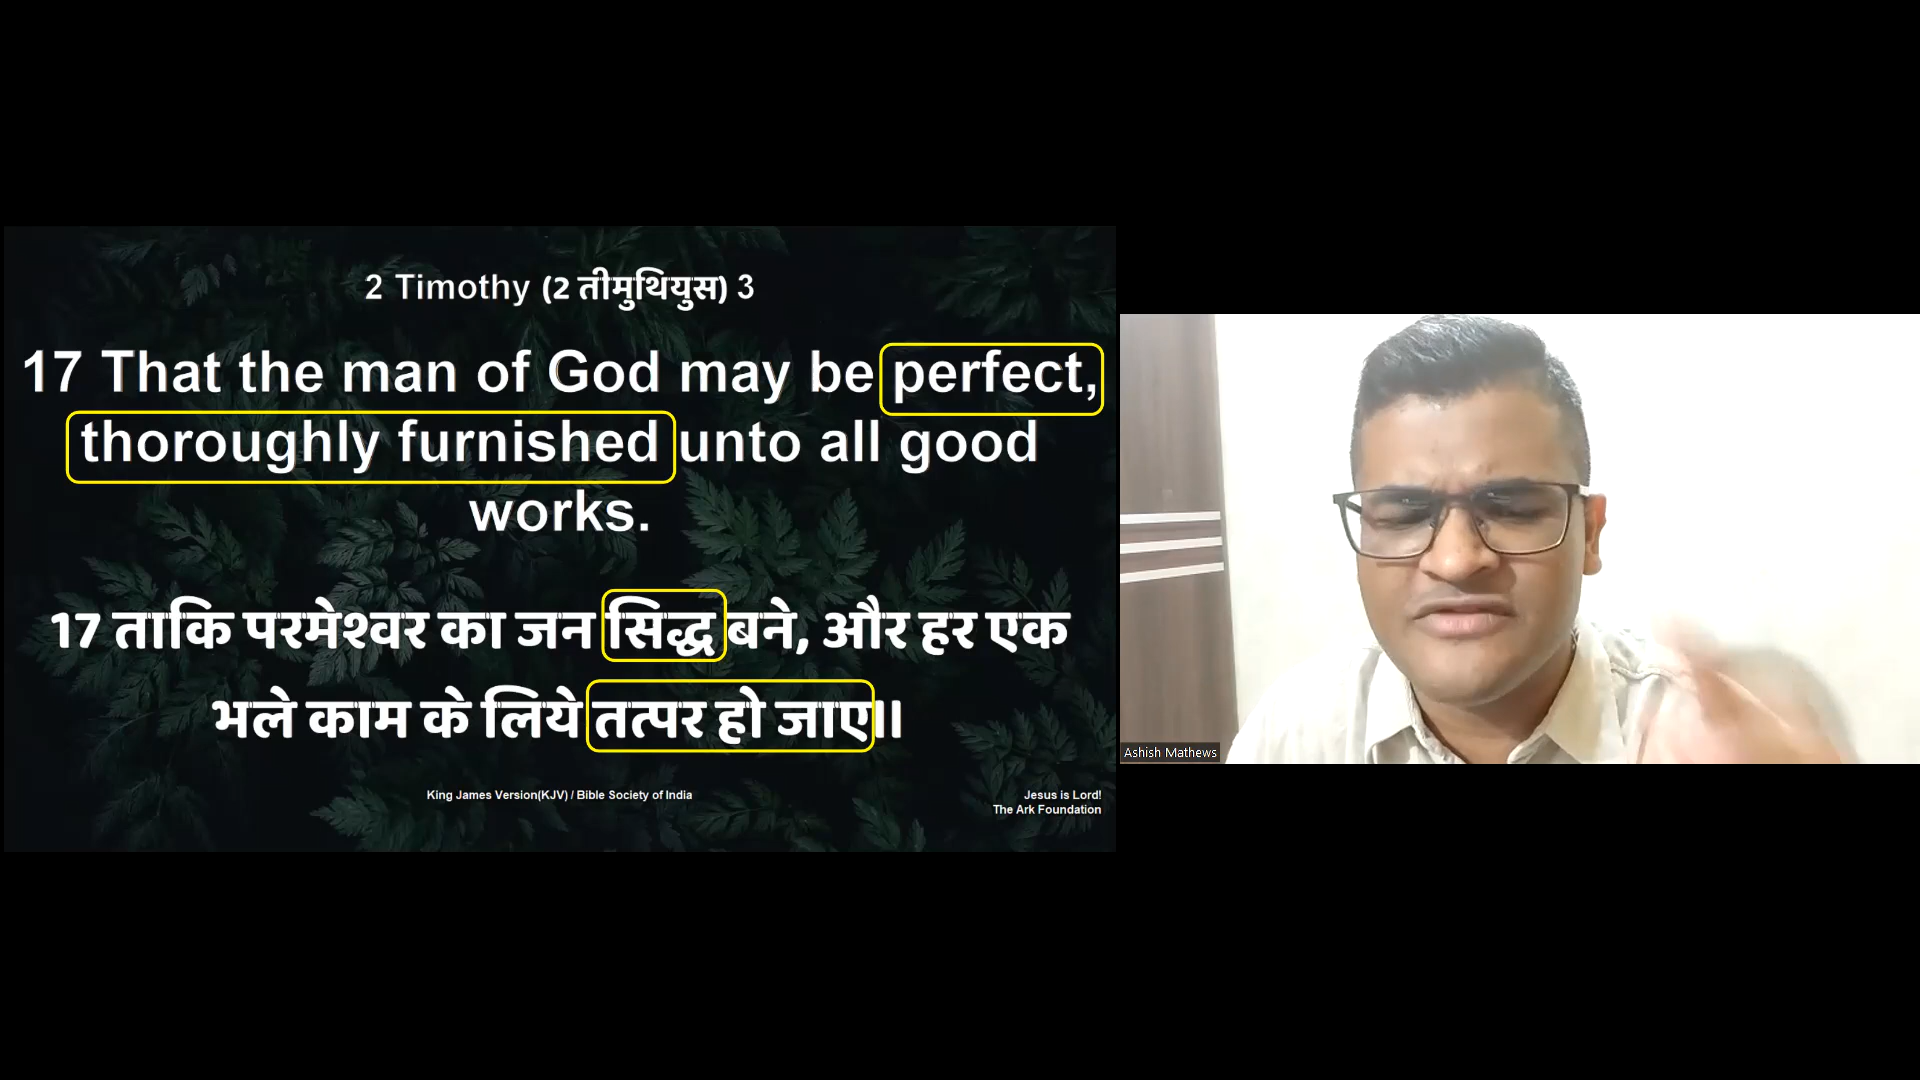 2 Timothy (2 तीमुथियुस) 3
17 That the man of God may be perfect,
thoroughly furnished unto all good
works.
17 ताकि परमेश्वर का जन सिद्ध बने, और हर एक
भले काम के लिये तत्पर हो जाए।।
King James Version(KJV) / Bible Society of India
Jesus is Lord!
The Ark Foundation
Ashish Mathews